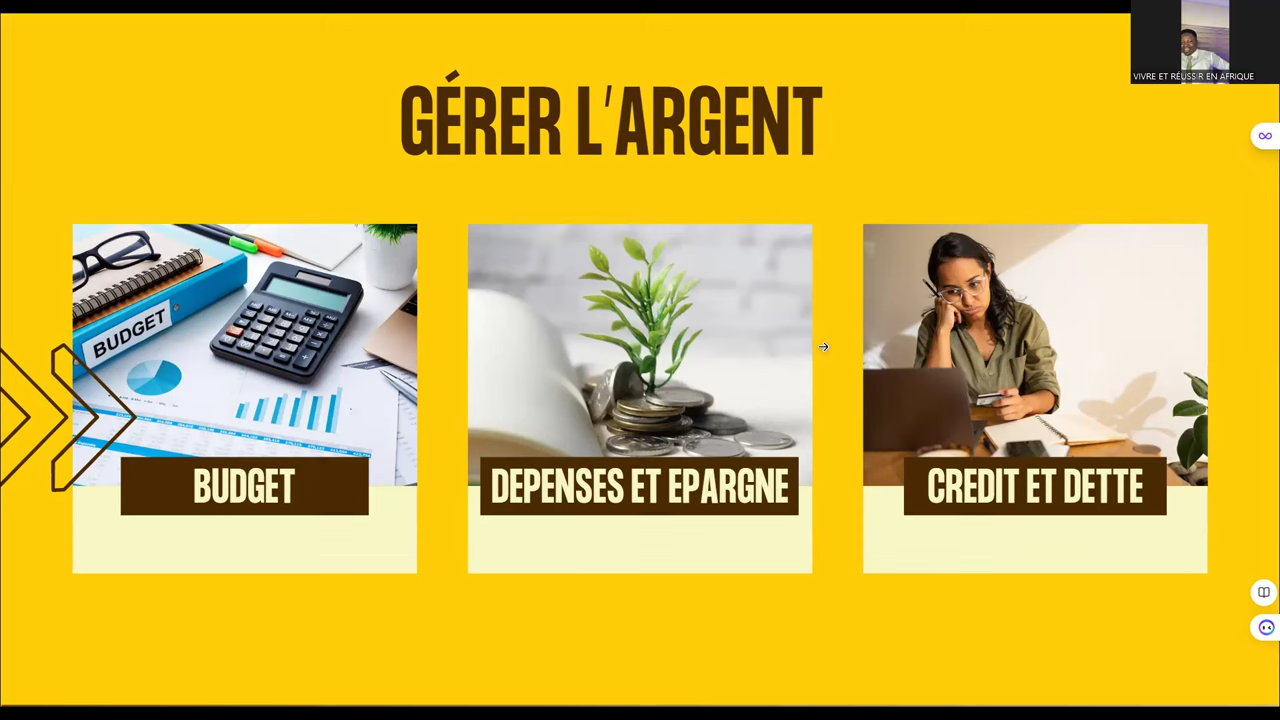 GÉRER L'ARGENT
VIVRE ET RÉUSSIR EN AFRIQUE
BUDGET
BUDGET
DEPENSES ET EPARGNE
CREDIT ET DETTE